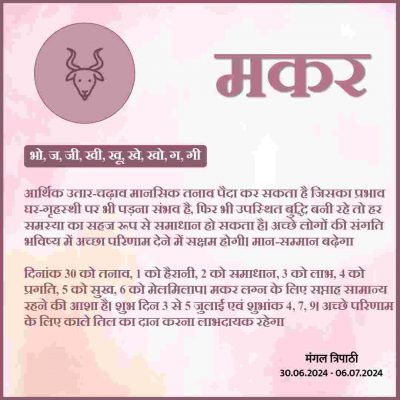 मकर
भो, ज, जी, खी, खू, खे, खो, ग, गी
आर्थिक उतार-चढ़ाव मानसिक तनाव पैदा कर सकता है जिसका प्रभाव
घर-गृहस्थी पर भी पड़ना संभव है, फिर भी उपस्थित बुद्धि बनी रहे तो हर
समस्या का सहज रूप से समाधान हो सकता है। अच्छे लोगों की संगति
भविष्य में अच्छा परिणाम देने में सक्षम होगी। मान-सम्मान बढ़ेगा
दिनांक 30 को तनाव, 1 को हैरानी, 2 को समाधान, 3 को लाभ, 4 को
प्रगति, 5 को सुख, 6 को मेलमिलाप। मकर लग्न के लिए सप्ताह सामान्य
रहने की आशा है। शुभ दिन 3 से 5 जुलाई एवं शुभांक 4, 7, 9। अच्छे परिणाम
के लिए काले तिल का दान करना लाभदायक रहेगा
मंगल त्रिपाठी
30.06.2024 - 06.07.2024